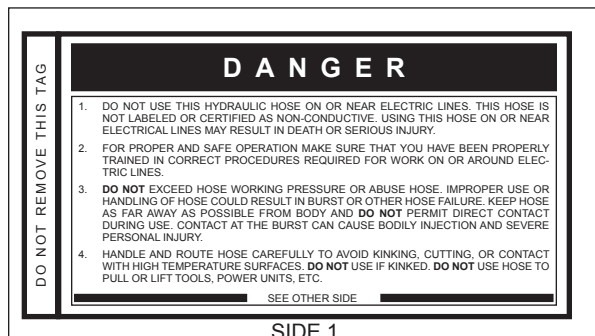 DO NOT REMOVE THIS TAG
D A N G E R
1. DO NOT USE THIS HYDRAULIC HOSE ON OR NEAR ELECTRIC LINES. THIS HOSE IS
NOT LABELED OR CERTIFIED AS NON-CONDUCTIVE. USING THIS HOSE ON OR NEAR
ELECTRICAL LINES MAY RESULT IN DEATH OR SERIOUS INJURY.
2. FOR PROPER AND SAFE OPERATION MAKE SURE THAT YOU HAVE BEEN PROPERLY
TRAINED IN CORRECT PROCEDURES REQUIRED FOR WORK ON OR AROUND ELEC-
TRIC LINES.
3. DO NOT EXCEED HOSE WORKING PRESSURE OR ABUSE HOSE. IMPROPER USE OR
HANDLING OF HOSE COULD RESULT IN BURST OR OTHER HOSE FAILURE. KEEP HOSE
AS FAR AWAY AS POSSIBLE FROM BODY AND DO NOT PERMIT DIRECT CONTACT
DURING USE. CONTACT AT THE BURST CAN CAUSE BODILY INJECTION AND SEVERE
PERSONAL INJURY.
4. HANDLE AND ROUTE HOSE CAREFULLY TO AVOID KINKING, CUTTING, OR CONTACT
WITH HIGH TEMPERATURE SURFACES. DO NOT USE IF KINKED. DO NOT USE HOSE TO
PULL OR LIFT TOOLS, POWER UNITS, ETC.
SEE OTHER SIDE
SIDE 1